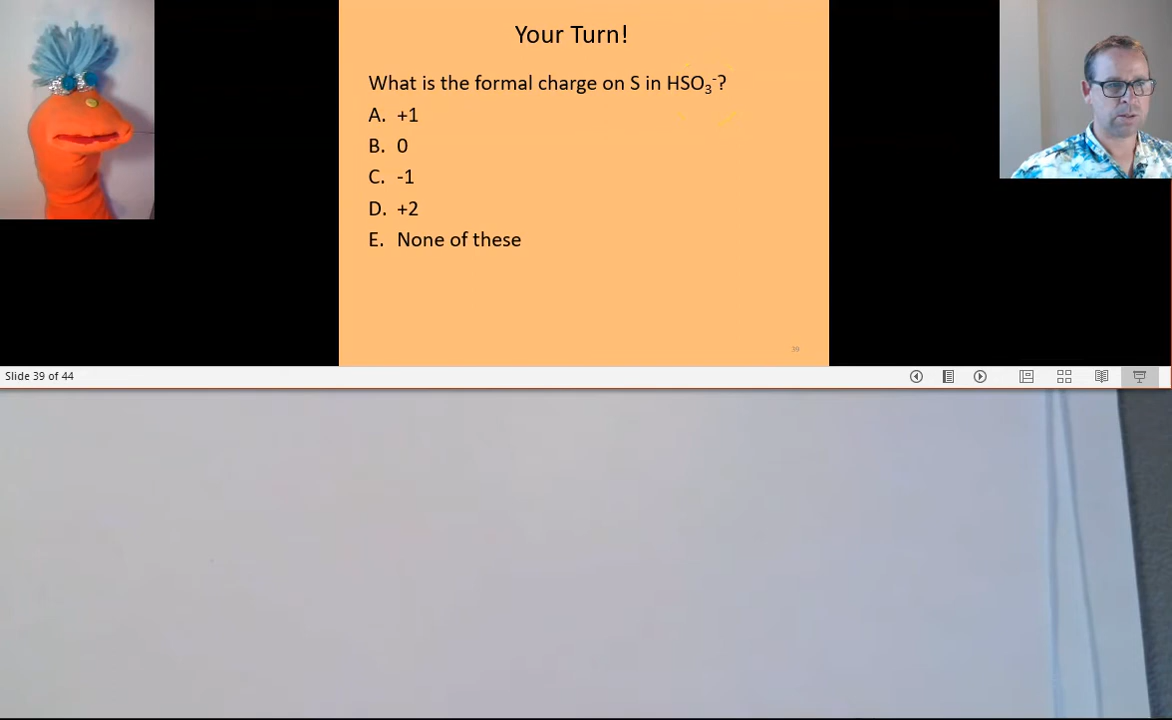 Your Turn!
What is the formal charge on S in HSO₃⁻?
A. +1
B. 0
C. -1
D. +2
E. None of these
39
Slide 39 of 44